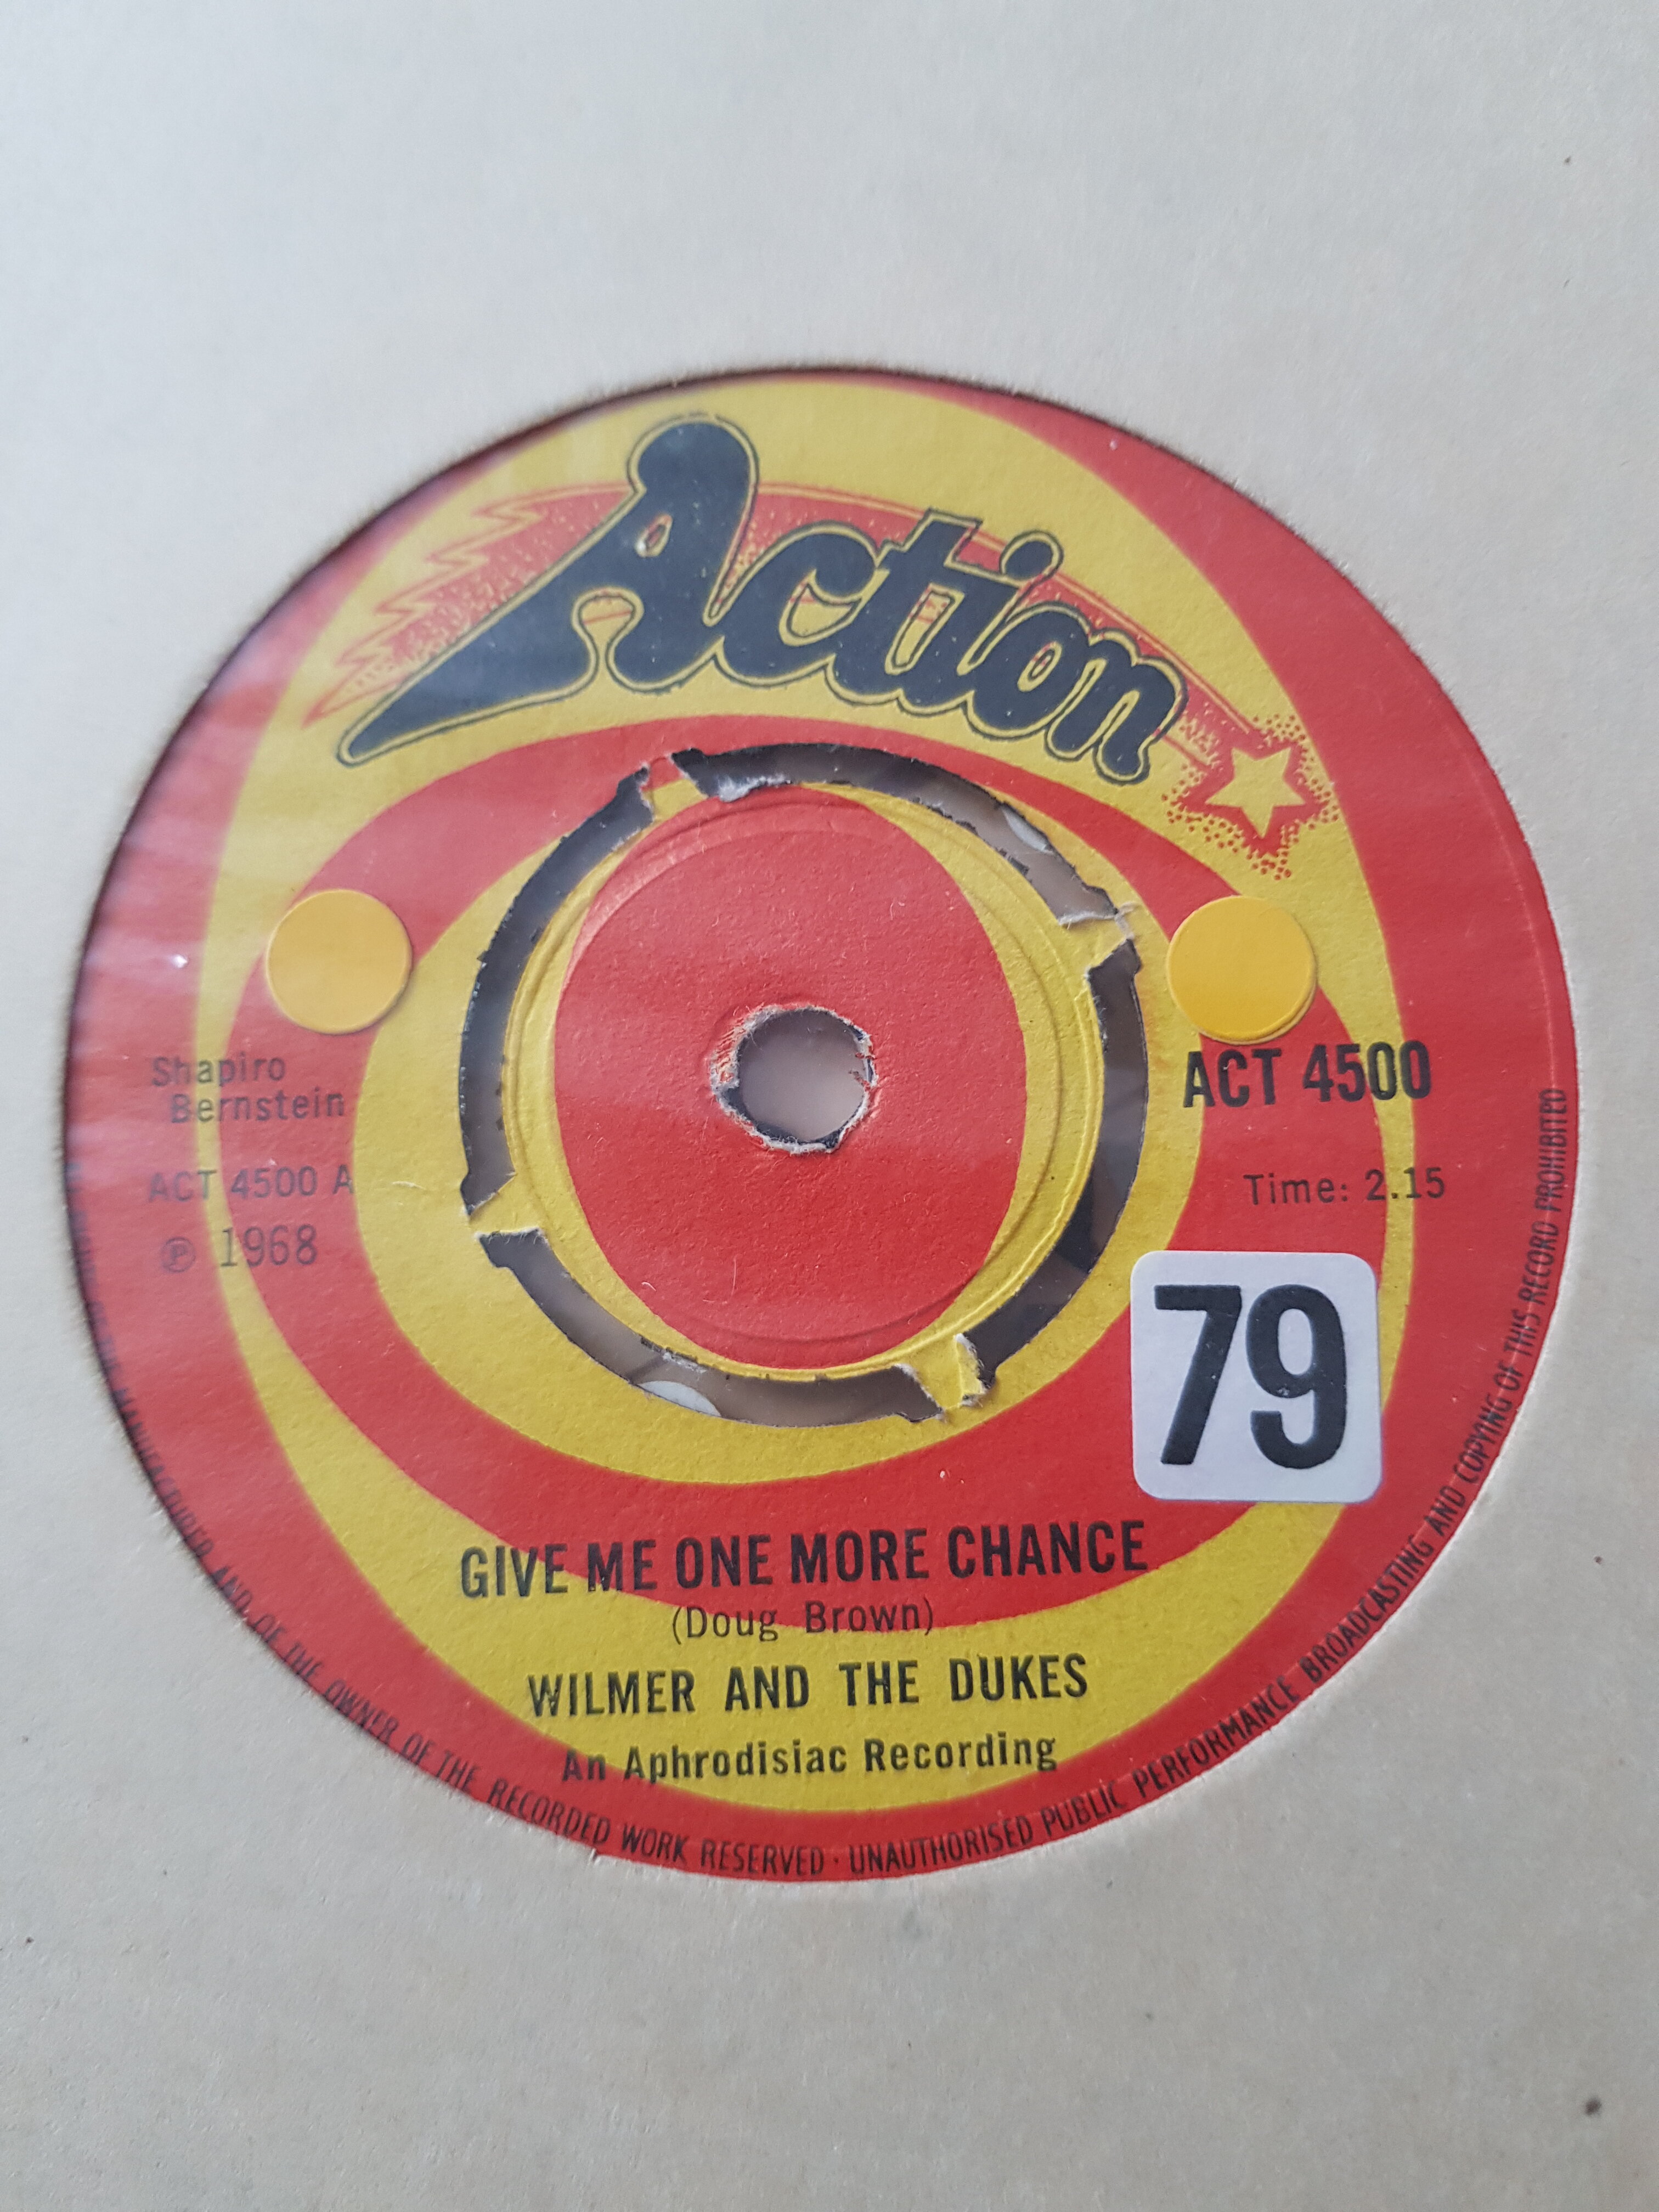 Action
Shapiro
Bernstein
ACT 4500 A
℗ 1968
ACT 4500
Time: 2.15
79
GIVE ME ONE MORE CHANCE
(Doug Brown)
WILMER AND THE DUKES
An Aphrodisiac Recording
MANUFACTURER AND OF THE OWNER OF THE RECORDED WORK RESERVED · UNAUTHORISED PUBLIC PERFORMANCE BROADCASTING AND COPYING OF THIS RECORD PROHIBITED